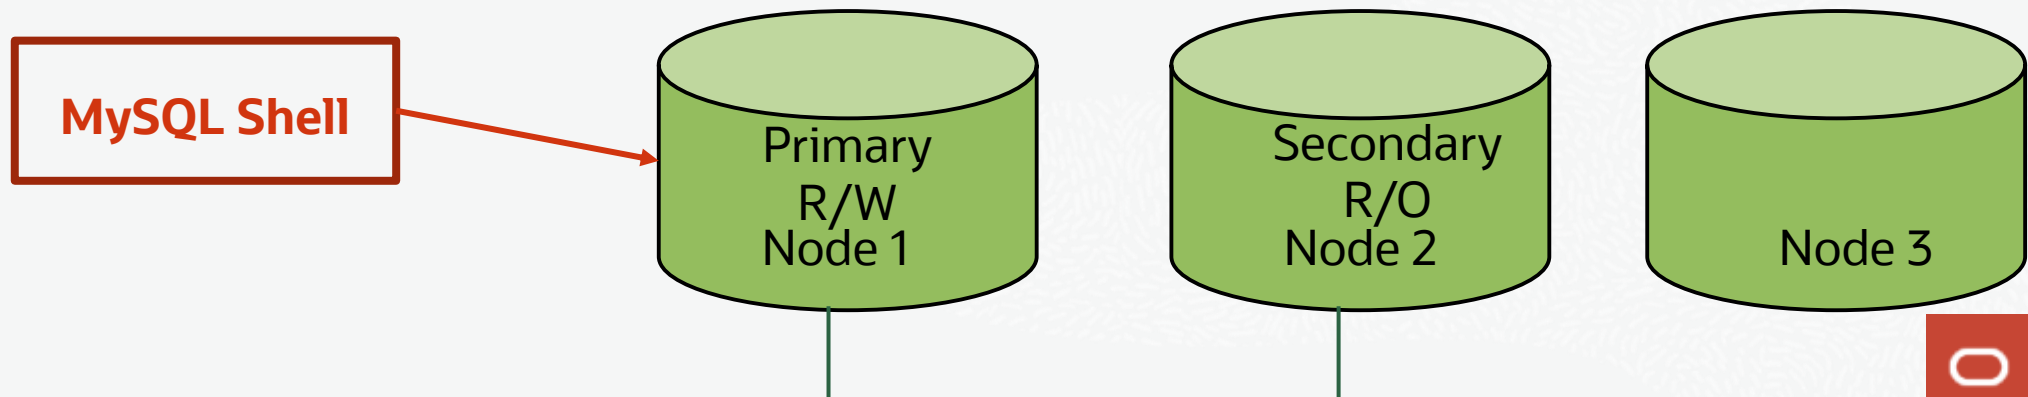 MySQL Shell
Primary
R/W
Node 1
Secondary
R/O
Node 2
Node 3